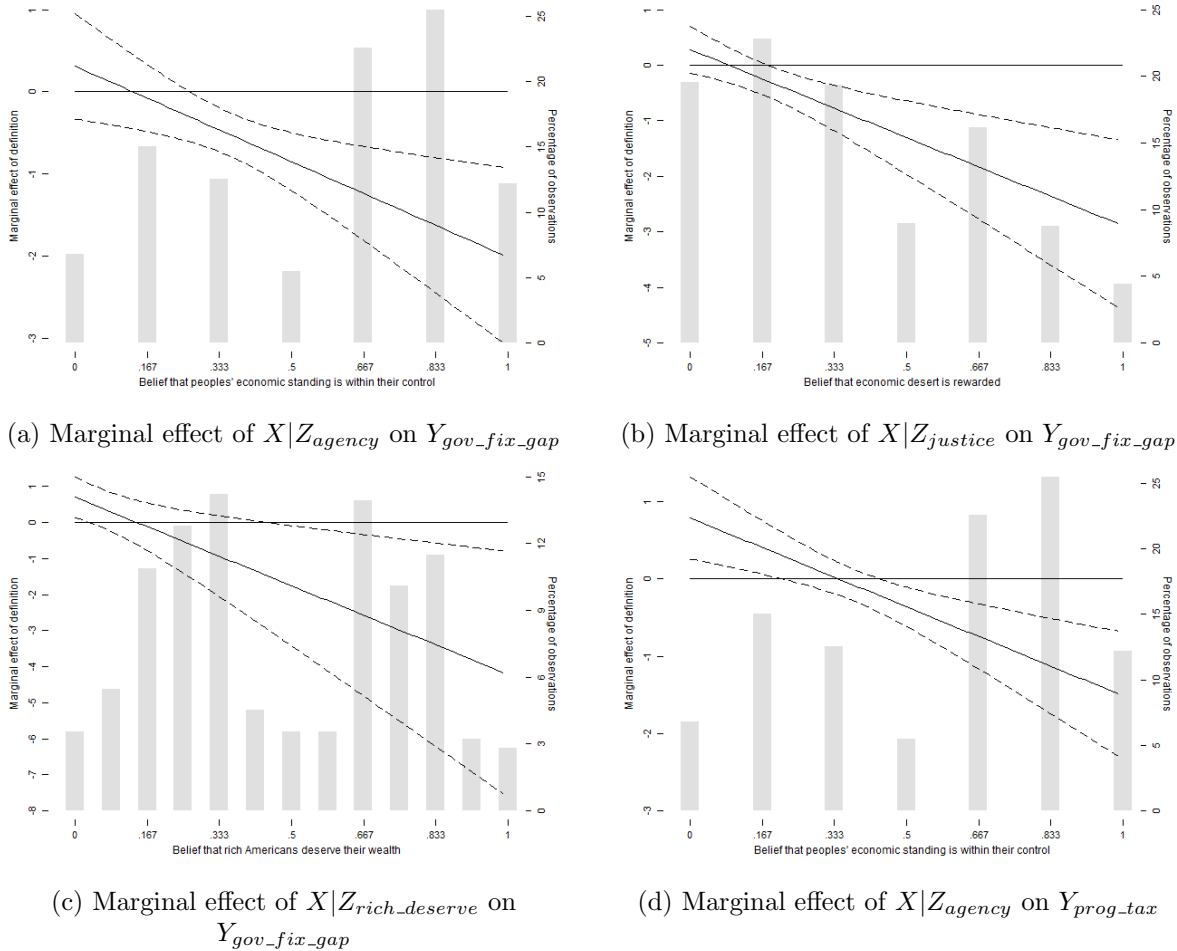 1
0
-1
-2
-3
Marginal effect of definition
25
20
15
10
5
0
Percentage of observations
0 .167 .333 .5 .667 .833 1
Belief that peoples' economic standing is within their control
(a) Marginal effect of X|Z_agency on Y_gov_fix_gap
1
0
-1
-2
-3
-4
-5
Marginal effect of definition
25
20
15
10
5
0
Percentage of observations
0 .167 .333 .5 .667 .833 1
Belief that economic desert is rewarded
(b) Marginal effect of X|Z_justice on Y_gov_fix_gap
1
0
-1
-2
-3
-4
-5
-6
-7
-8
Marginal effect of definition
15
12
9
6
3
0
Percentage of observations
0 .167 .333 .5 .667 .833 1
Belief that rich Americans deserve their wealth
(c) Marginal effect of X|Z_rich_deserve on
Y_gov_fix_gap
1
0
-1
-2
-3
Marginal effect of definition
25
20
15
10
5
0
Percentage of observations
0 .167 .333 .5 .667 .833 1
Belief that peoples' economic standing is within their control
(d) Marginal effect of X|Z_agency on Y_prog_tax